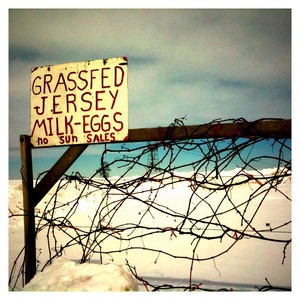 GRASSFED
JERSEY
MILK-EGGS
no SUN SALES